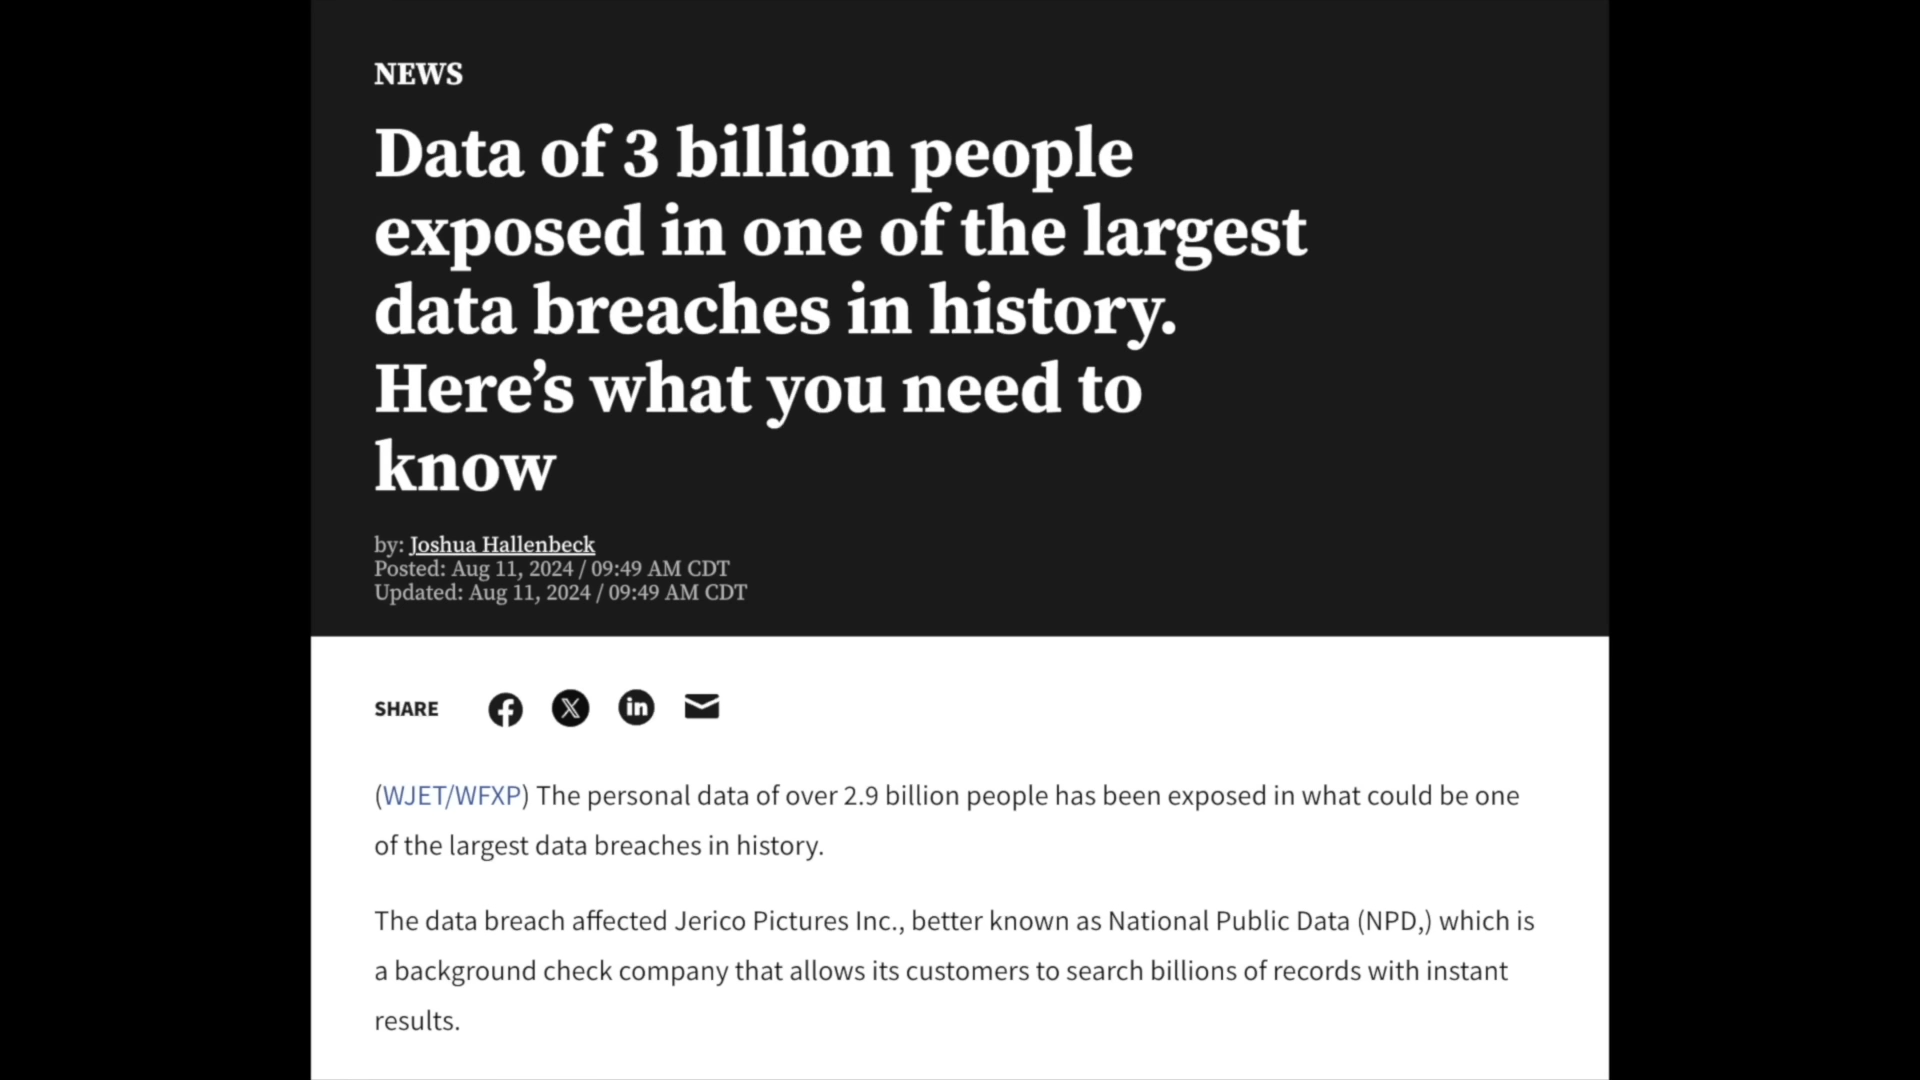 NEWS
Data of 3 billion people
exposed in one of the largest
data breaches in history.
Here’s what you need to
know
by: Joshua Hallenbeck
Posted: Aug 11, 2024 / 09:49 AM CDT
Updated: Aug 11, 2024 / 09:49 AM CDT
SHARE
(WJET/WFXP) The personal data of over 2.9 billion people has been exposed in what could be one
of the largest data breaches in history.
The data breach affected Jerico Pictures Inc., better known as National Public Data (NPD,) which is
a background check company that allows its customers to search billions of records with instant
results.